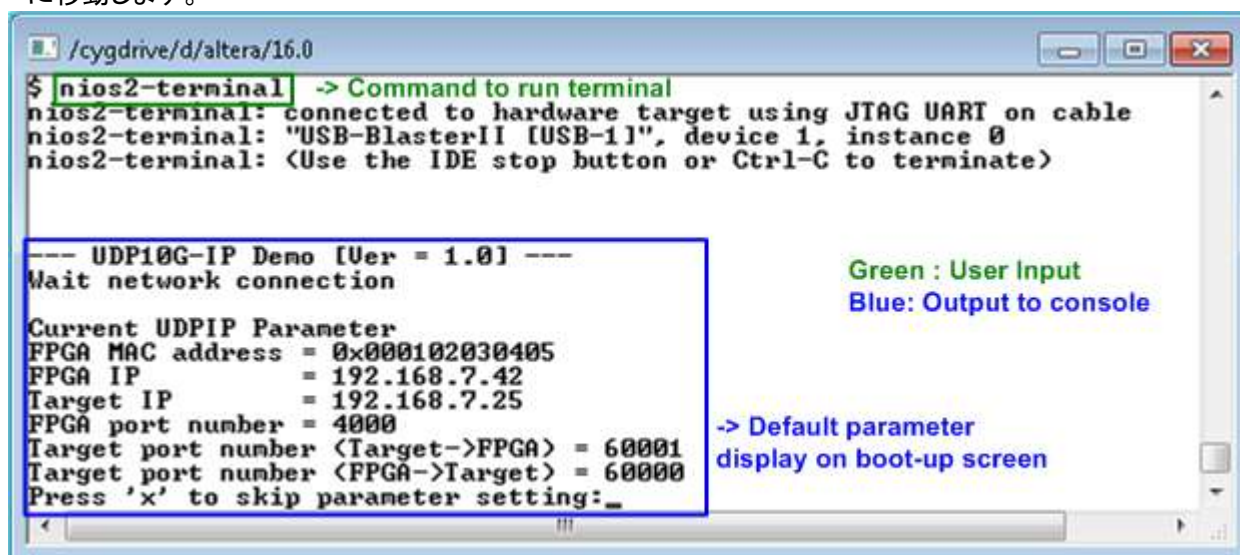 に移動します。
/cygdrive/d/altera/16.0
$ nios2-terminal -> Command to run terminal
nios2-terminal: connected to hardware target using JTAG UART on cable
nios2-terminal: "USB-BlasterII [USB-1]", device 1, instance 0
nios2-terminal: (Use the IDE stop button or Ctrl-C to terminate)
--- UDP10G-IP Demo [Ver = 1.0] ---
Wait network connection
Green : User Input
Blue: Output to console
Current UDPIP Parameter
FPGA MAC address = 0x000102030405
FPGA IP = 192.168.7.42
Target IP = 192.168.7.25
FPGA port number = 4000
Target port number (Target->FPGA) = 60001
Target port number (FPGA->Target) = 60000
Press 'x' to skip parameter setting:_
-> Default parameter
display on boot-up screen